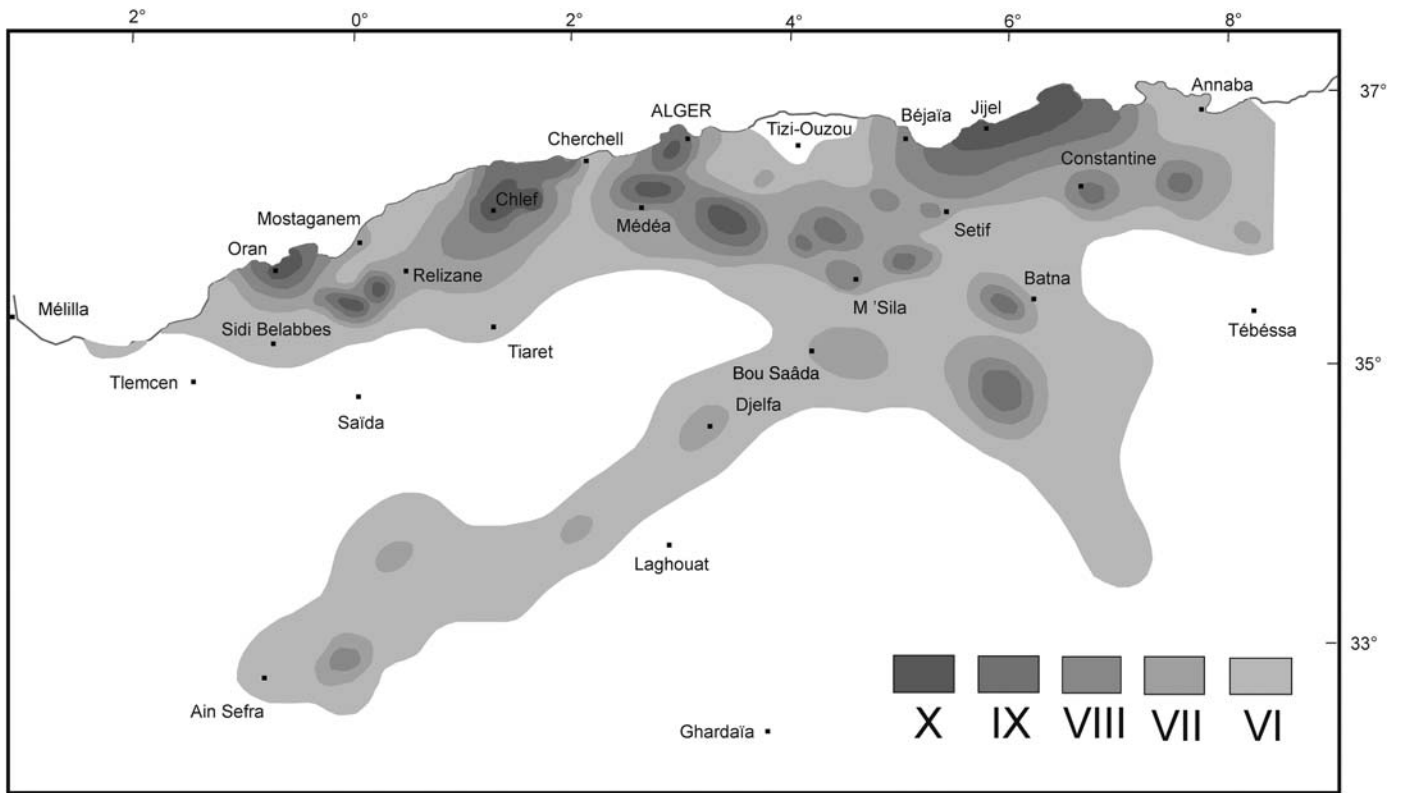 2° 0° 2° 4° 6° 8°
37°
Annaba
Jijel
Béjaïa
ALGER
Tizi-Ouzou
Cherchell
Constantine
Chlef
Mostaganem
Médéa
Setif
Oran
Relizane
Batna
M 'Sila
Mélilla
Sidi Belabbes
Tébéssa
Tiaret
35°
Bou Saâda
Tlemcen
Djelfa
Saïda
Laghouat
33°
Ain Sefra
Ghardaïa
X IX VIII VII VI